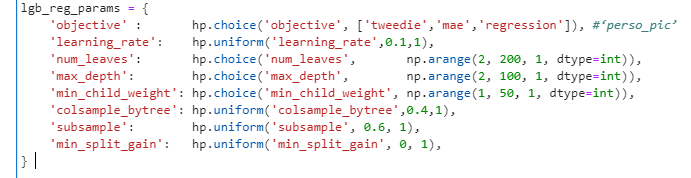 lgb_reg_params = {
    'objective' :       hp.choice('objective', ['tweedie','mae','regression']), #‘perso_pic’
    'learning_rate':    hp.uniform('learning_rate',0.1,1),
    'num_leaves':       hp.choice('num_leaves',       np.arange(2, 200, 1, dtype=int)),
    'max_depth':        hp.choice('max_depth',        np.arange(2, 100, 1, dtype=int)),
    'min_child_weight': hp.choice('min_child_weight', np.arange(1, 50, 1, dtype=int)),
    'colsample_bytree': hp.uniform('colsample_bytree',0.4,1),
    'subsample':        hp.uniform('subsample', 0.6, 1),
    'min_split_gain':   hp.uniform('min_split_gain', 0, 1),
}